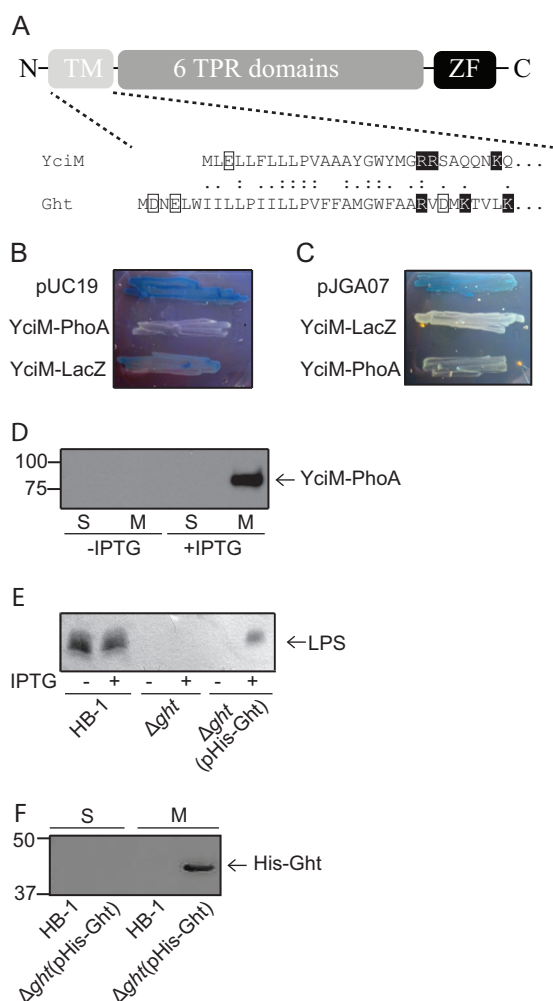 A
N TM 6 TPR domains ZF C
YciM MLELLFLLLPVAAAYGWYMGRRSAQQNKQ...
.. : ..:::: .:.. :: : . .
Ght MDNELWIILLPIILLPVFFAMGWFAARVDMKTVLK...
B C
pUC19 pJGA07
YciM-PhoA YciM-LacZ
YciM-LacZ YciM-PhoA
D
100
75
YciM-PhoA
S M S M
-IPTG +IPTG
E
LPS
IPTG - + - + - +
HB-1 Δght Δght (pHis-Ght)
F
S M
50
His-Ght
37
HB-1 Δght(pHis-Ght) HB-1 Δght(pHis-Ght)